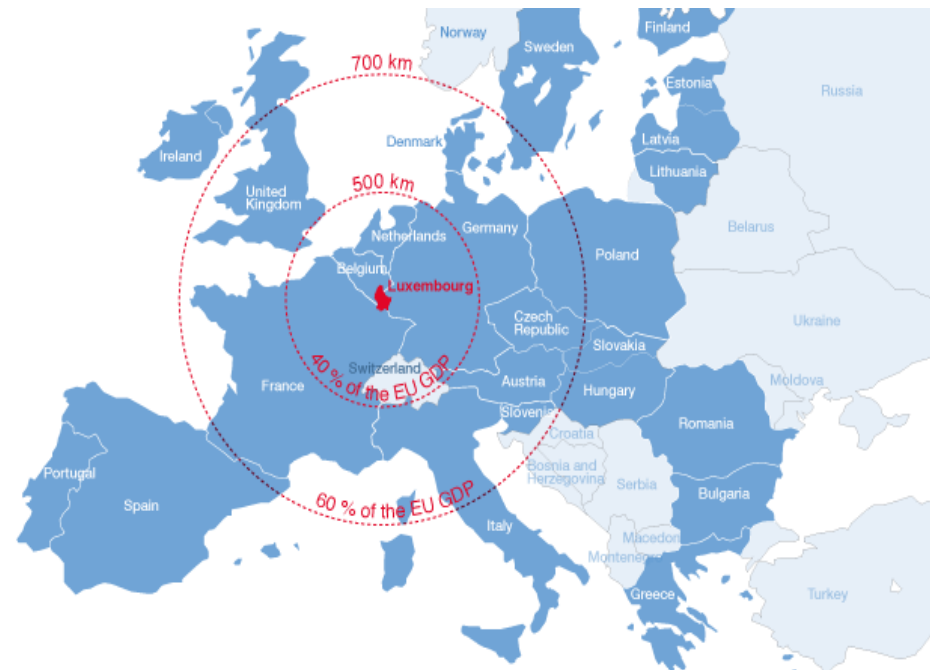 Norway
Sweden
Finland
700 km
Estonia
Russia
Denmark
Latvia
Ireland
Lithuania
500 km
United
Kingdom
Netherlands
Germany
Belarus
Poland
Belgium
Luxembourg
Czech
Republic
Ukraine
Slovakia
Switzerland
40 % of the EU GDP
France
Austria
Hungary
Moldova
Slovenia
Romania
Croatia
Portugal
Bosnia and
Herzegovina
Serbia
Bulgaria
Spain
60 % of the EU GDP
Italy
Macedon
Montenegro
Greece
Turkey